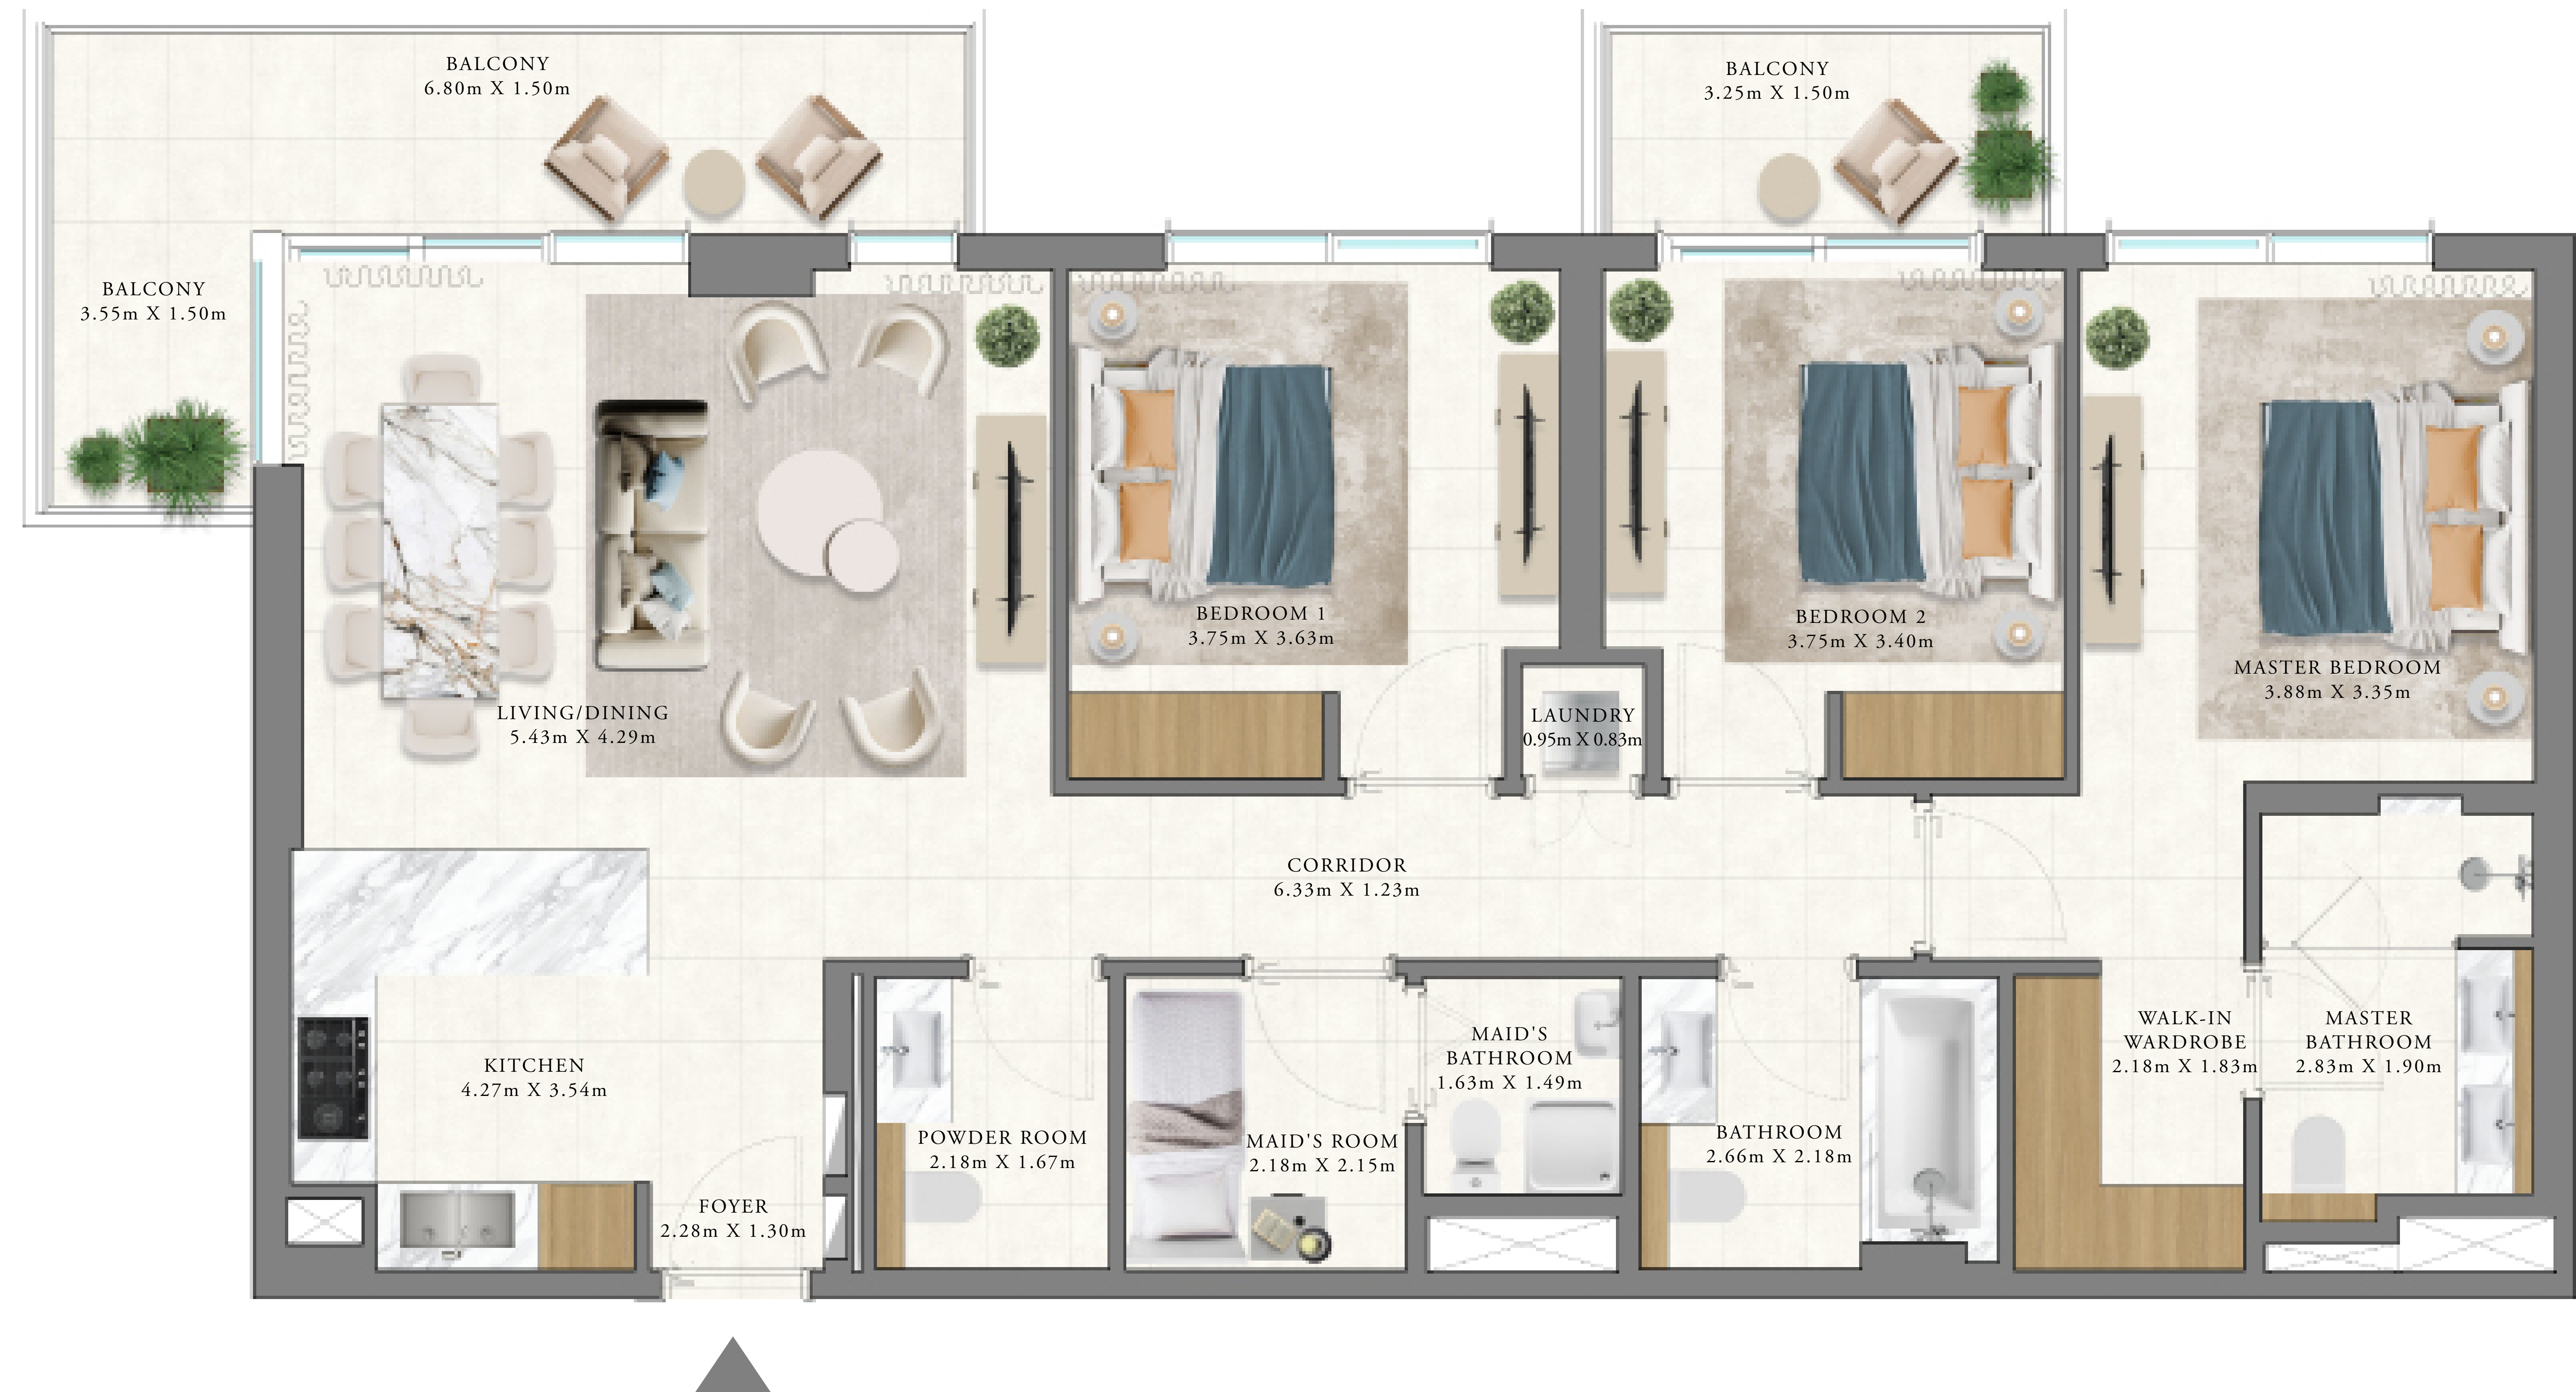 BALCONY
6.80m X 1.50m
BALCONY
3.25m X 1.50m
BALCONY
3.55m X 1.50m
BEDROOM 1
3.75m X 3.63m
BEDROOM 2
3.75m X 3.40m
MASTER BEDROOM
3.88m X 3.35m
LIVING/DINING
5.43m X 4.29m
LAUNDRY
0.95m X 0.83m
CORRIDOR
6.33m X 1.23m
KITCHEN
4.27m X 3.54m
MAID'S
BATHROOM
1.63m X 1.49m
WALK-IN
WARDROBE
2.18m X 1.83m
MASTER
BATHROOM
2.83m X 1.90m
POWDER ROOM
2.18m X 1.67m
MAID'S ROOM
2.18m X 2.15m
BATHROOM
2.66m X 2.18m
FOYER
2.28m X 1.30m